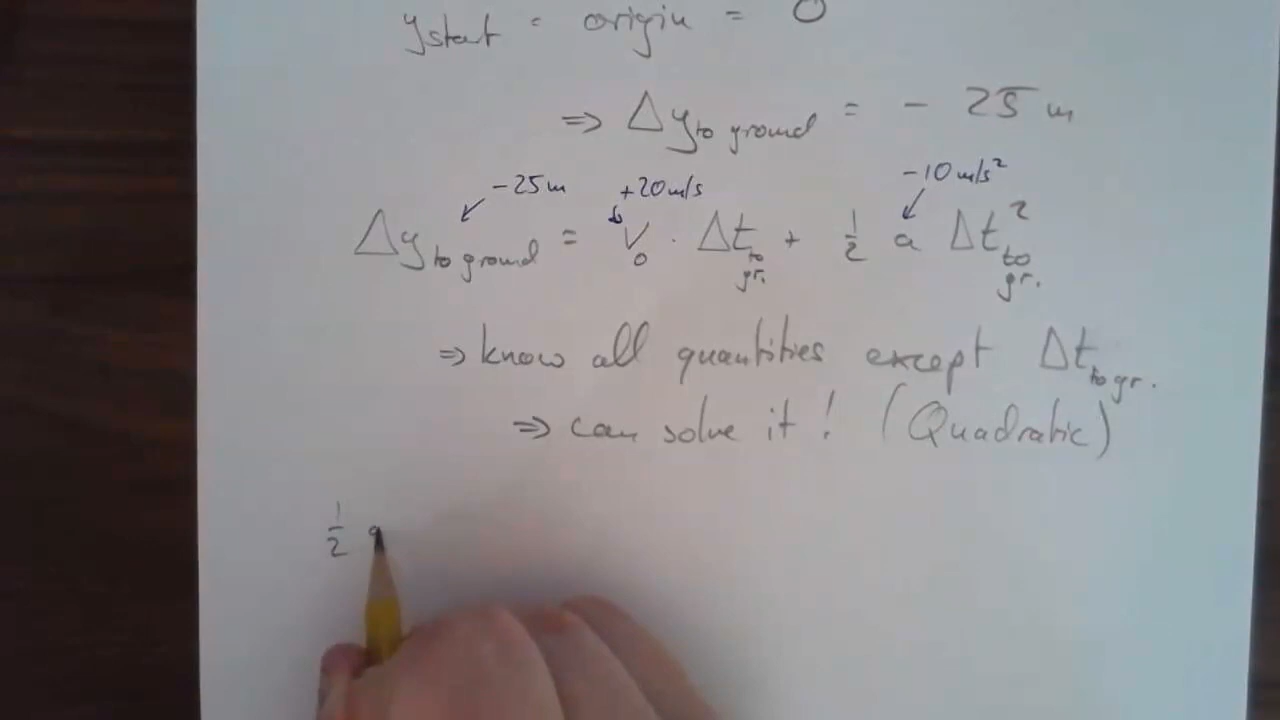 y start = origin = 0
⇒ Δy to ground = - 25 m
-25 m +20 m/s -10 m/s²
Δy to ground = V₀ · Δt to gr. + ½ a Δt² to gr.
⇒ know all quantities except Δt to gr.
⇒ can solve it! (Quadratic)
½